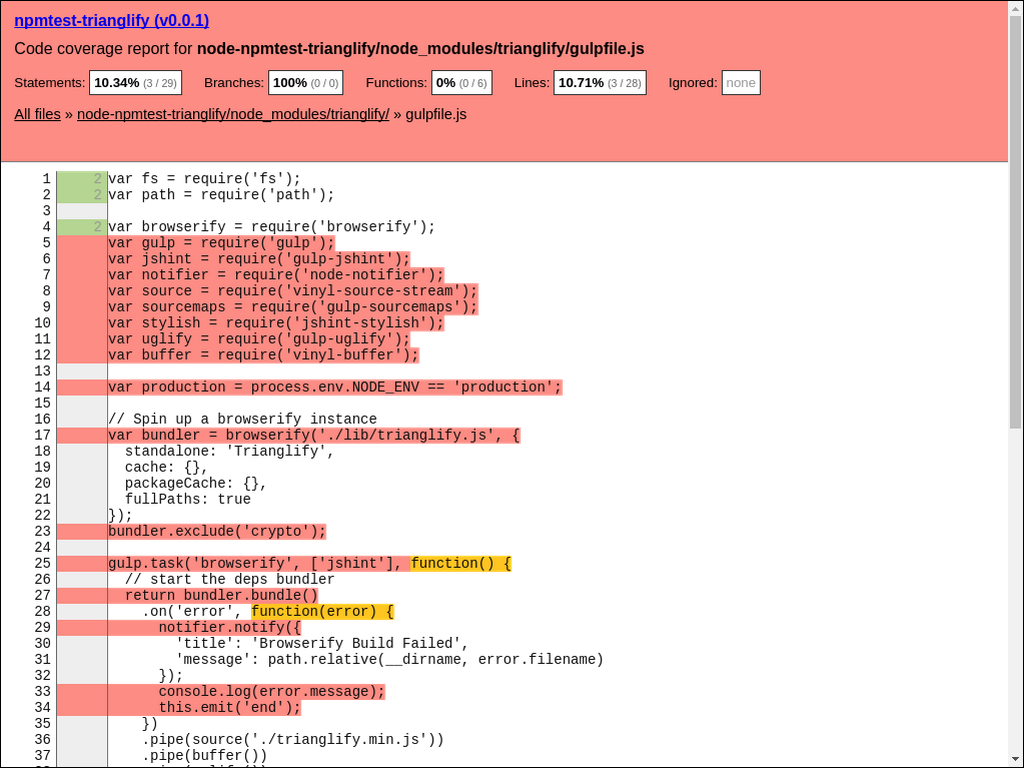 npmtest-trianglify (v0.0.1)
Code coverage report for node-npmtest-trianglify/node_modules/trianglify/gulpfile.js
Statements: 10.34% (3 / 29) Branches: 100% (0 / 0) Functions: 0% (0 / 6) Lines: 10.71% (3 / 28) Ignored: none
All files » node-npmtest-trianglify/node_modules/trianglify/ » gulpfile.js
1 2 var fs = require('fs');
2 2 var path = require('path');
3
4 2 var browserify = require('browserify');
5 var gulp = require('gulp');
6 var jshint = require('gulp-jshint');
7 var notifier = require('node-notifier');
8 var source = require('vinyl-source-stream');
9 var sourcemaps = require('gulp-sourcemaps');
10 var stylish = require('jshint-stylish');
11 var uglify = require('gulp-uglify');
12 var buffer = require('vinyl-buffer');
13
14 var production = process.env.NODE_ENV == 'production';
15
16 // Spin up a browserify instance
17 var bundler = browserify('./lib/trianglify.js', {
18 standalone: 'Trianglify',
19 cache: {},
20 packageCache: {},
21 fullPaths: true
22 });
23 bundler.exclude('crypto');
24
25 gulp.task('browserify', ['jshint'], function() {
26 // start the deps bundler
27 return bundler.bundle()
28 .on('error', function(error) {
29 notifier.notify({
30 'title': 'Browserify Build Failed',
31 'message': path.relative(__dirname, error.filename)
32 });
33 console.log(error.message);
34 this.emit('end');
35 })
36 .pipe(source('./trianglify.min.js'))
37 .pipe(buffer())